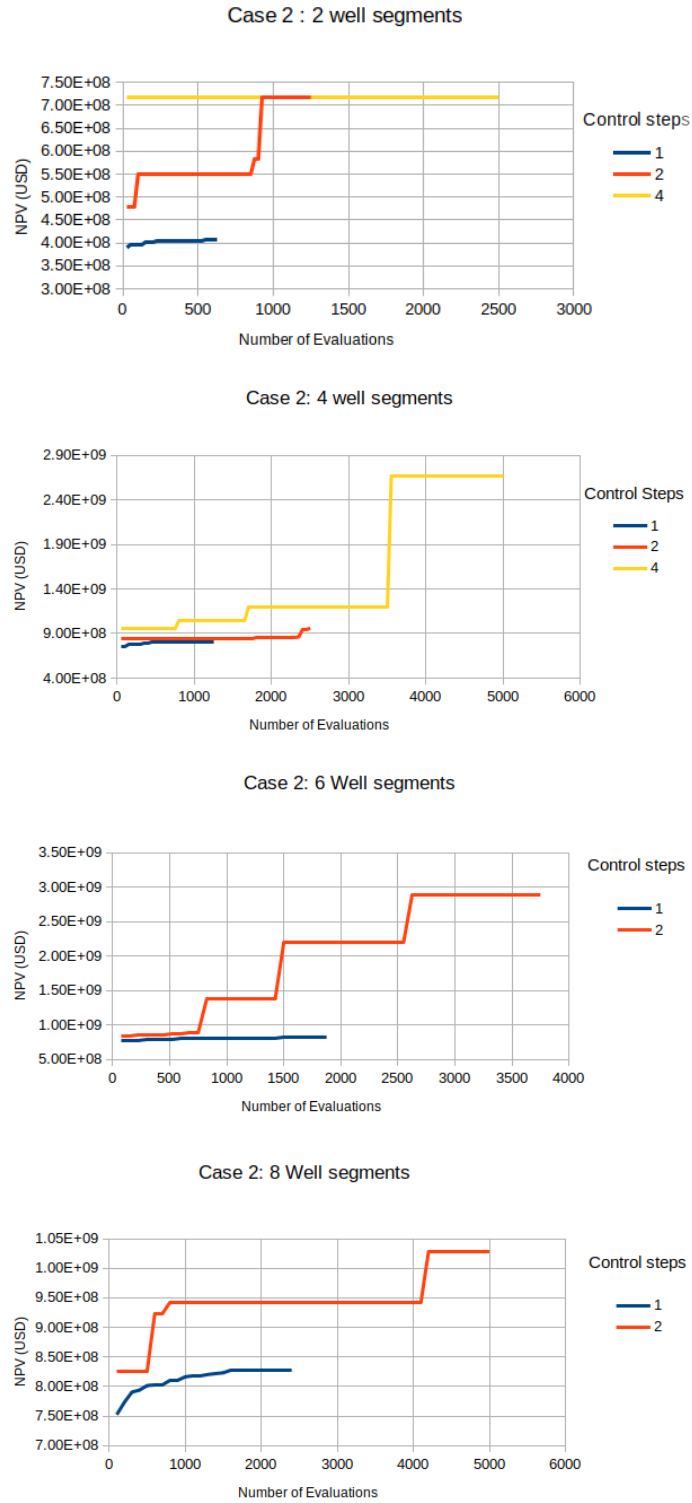 Case 2 : 2 well segments
7.50E+08
7.00E+08
6.50E+08
6.00E+08
5.50E+08
5.00E+08
4.50E+08
4.00E+08
3.50E+08
3.00E+08
NPV (USD)
0 500 1000 1500 2000 2500 3000
Number of Evaluations
Control steps
1
2
4
Case 2: 4 well segments
2.90E+09
2.40E+09
1.90E+09
1.40E+09
9.00E+08
4.00E+08
NPV (USD)
0 1000 2000 3000 4000 5000 6000
Number of Evaluations
Control Steps
1
2
4
Case 2: 6 Well segments
3.50E+09
3.00E+09
2.50E+09
2.00E+09
1.50E+09
1.00E+09
5.00E+08
NPV (USD)
0 500 1000 1500 2000 2500 3000 3500 4000
Number of Evaluations
Control steps
1
2
Case 2: 8 Well segments
1.05E+09
1.00E+09
9.50E+08
9.00E+08
8.50E+08
8.00E+08
7.50E+08
7.00E+08
NPV (USD)
0 1000 2000 3000 4000 5000 6000
Number of Evaluations
Control steps
1
2